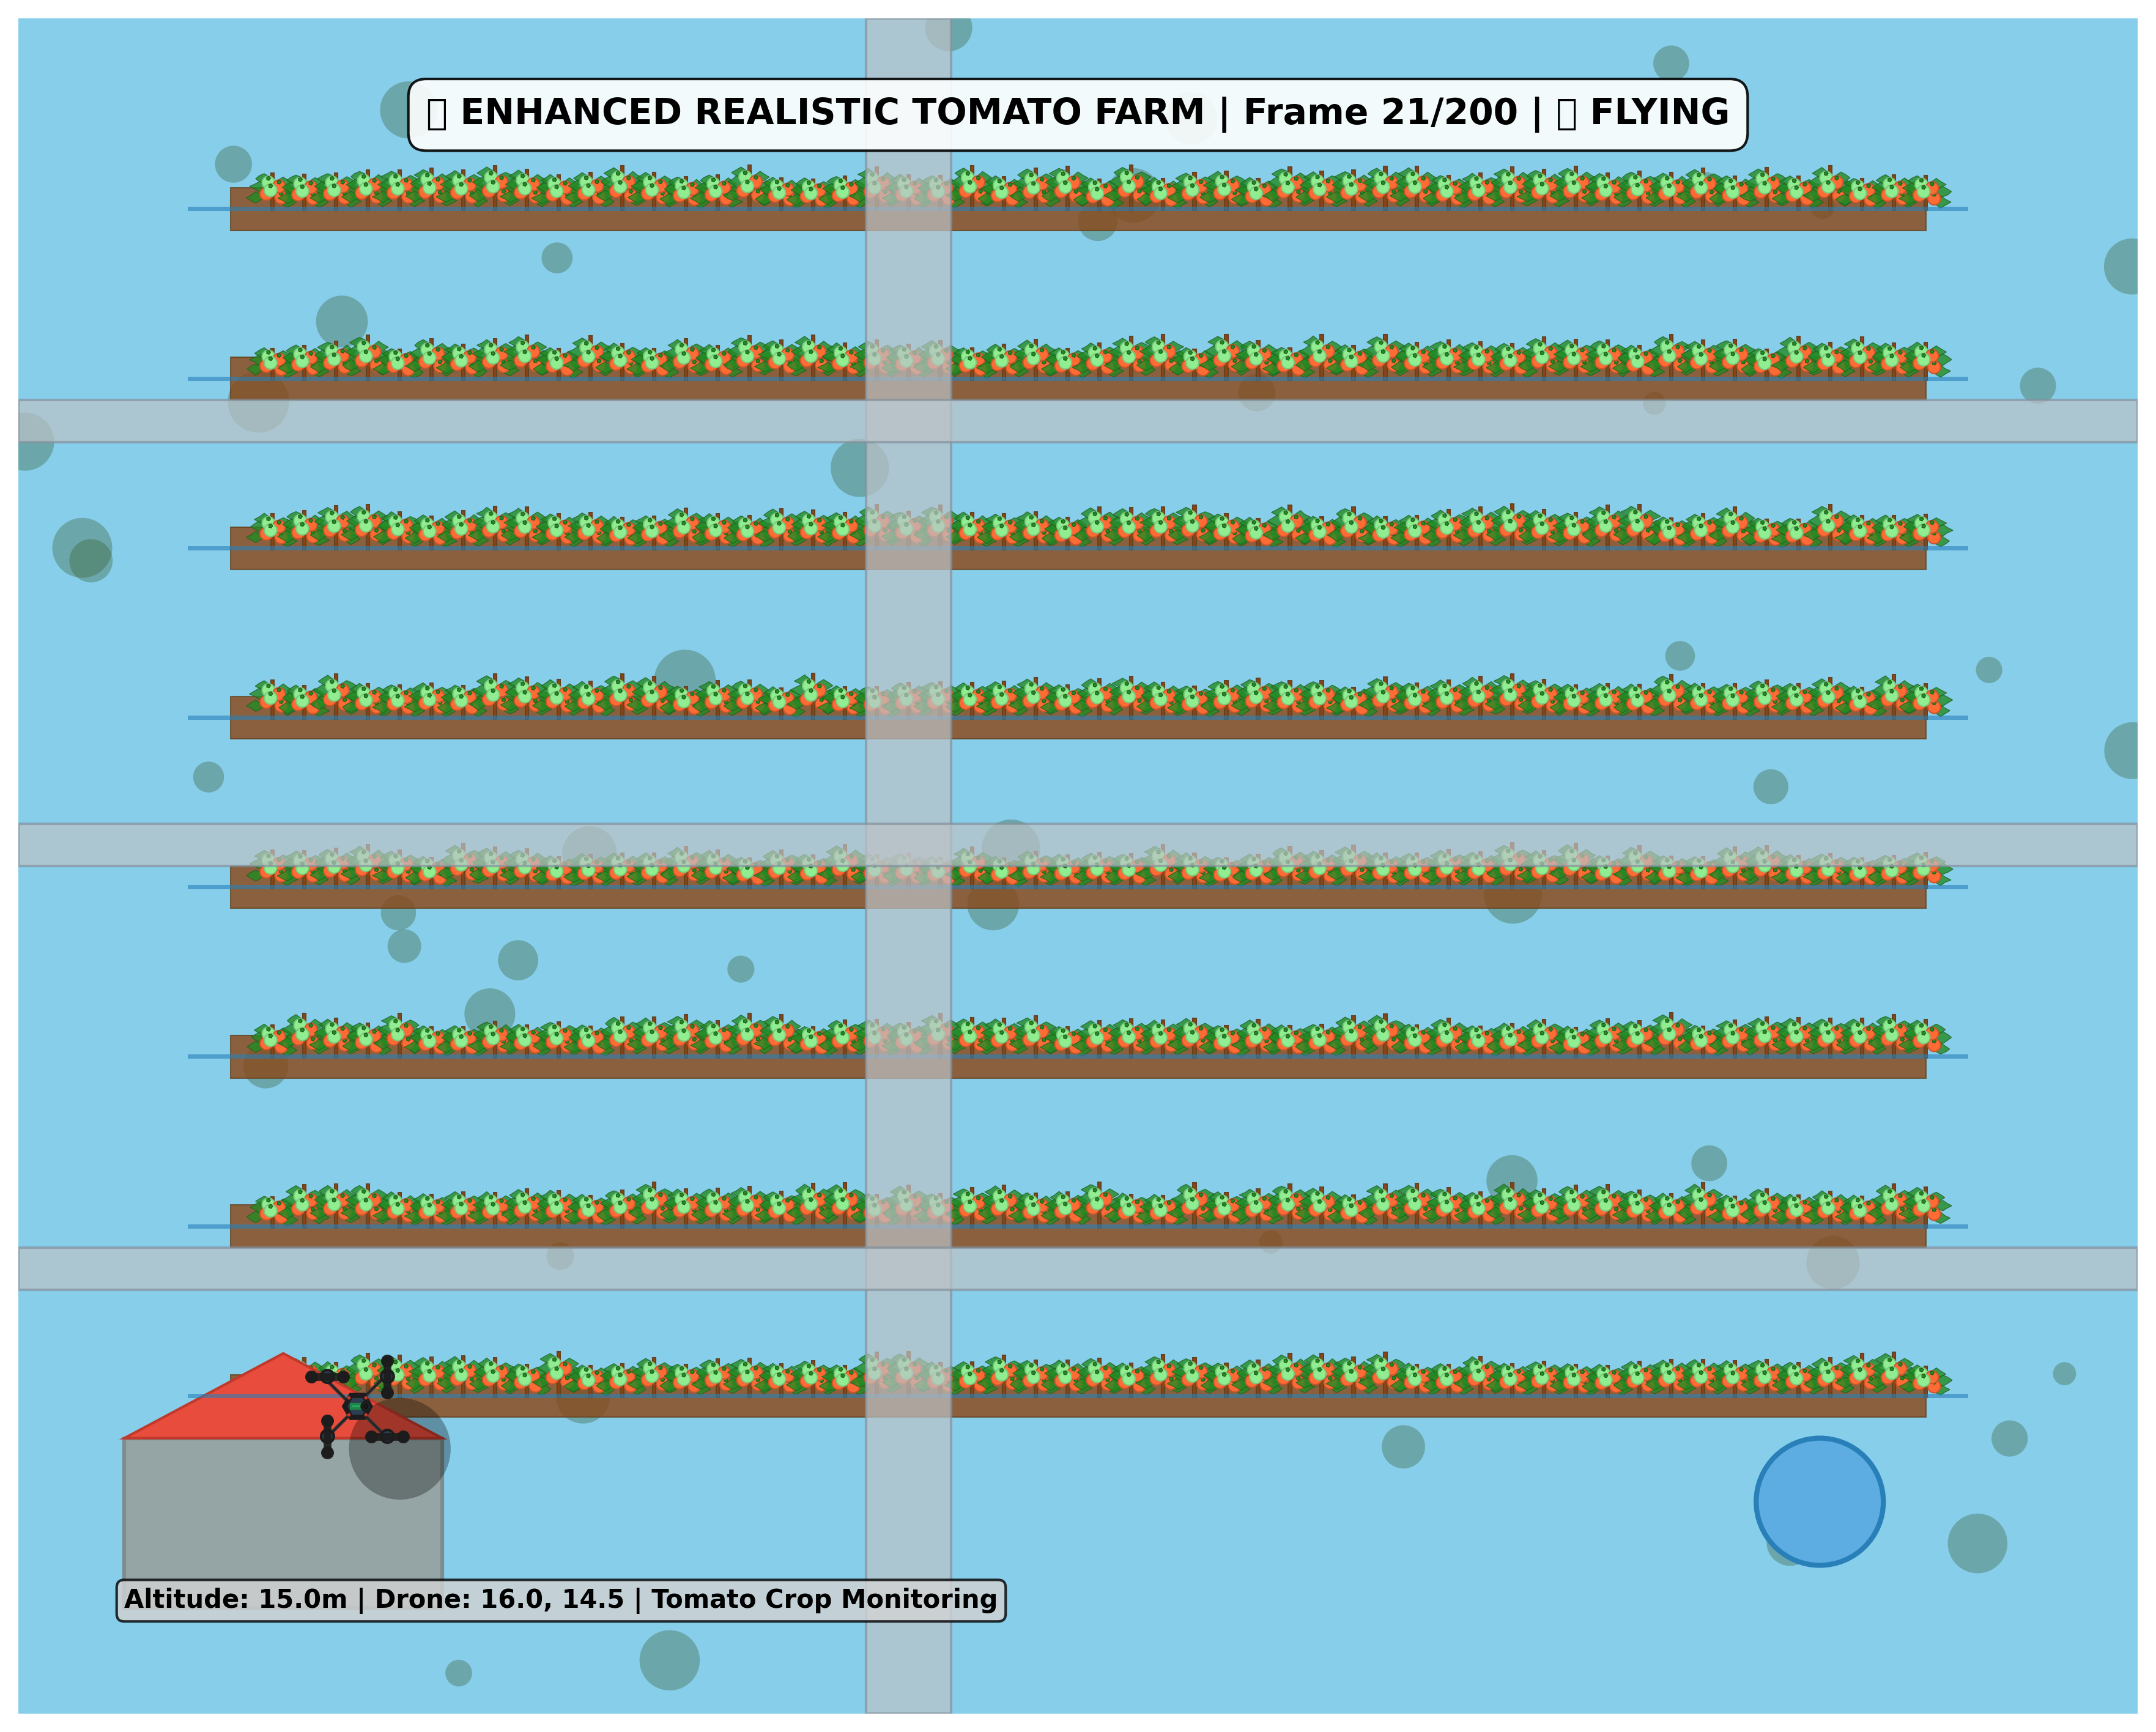 ▯ ENHANCED REALISTIC TOMATO FARM | Frame 21/200 | ▯ FLYING
Altitude: 15.0m | Drone: 16.0, 14.5 | Tomato Crop Monitoring